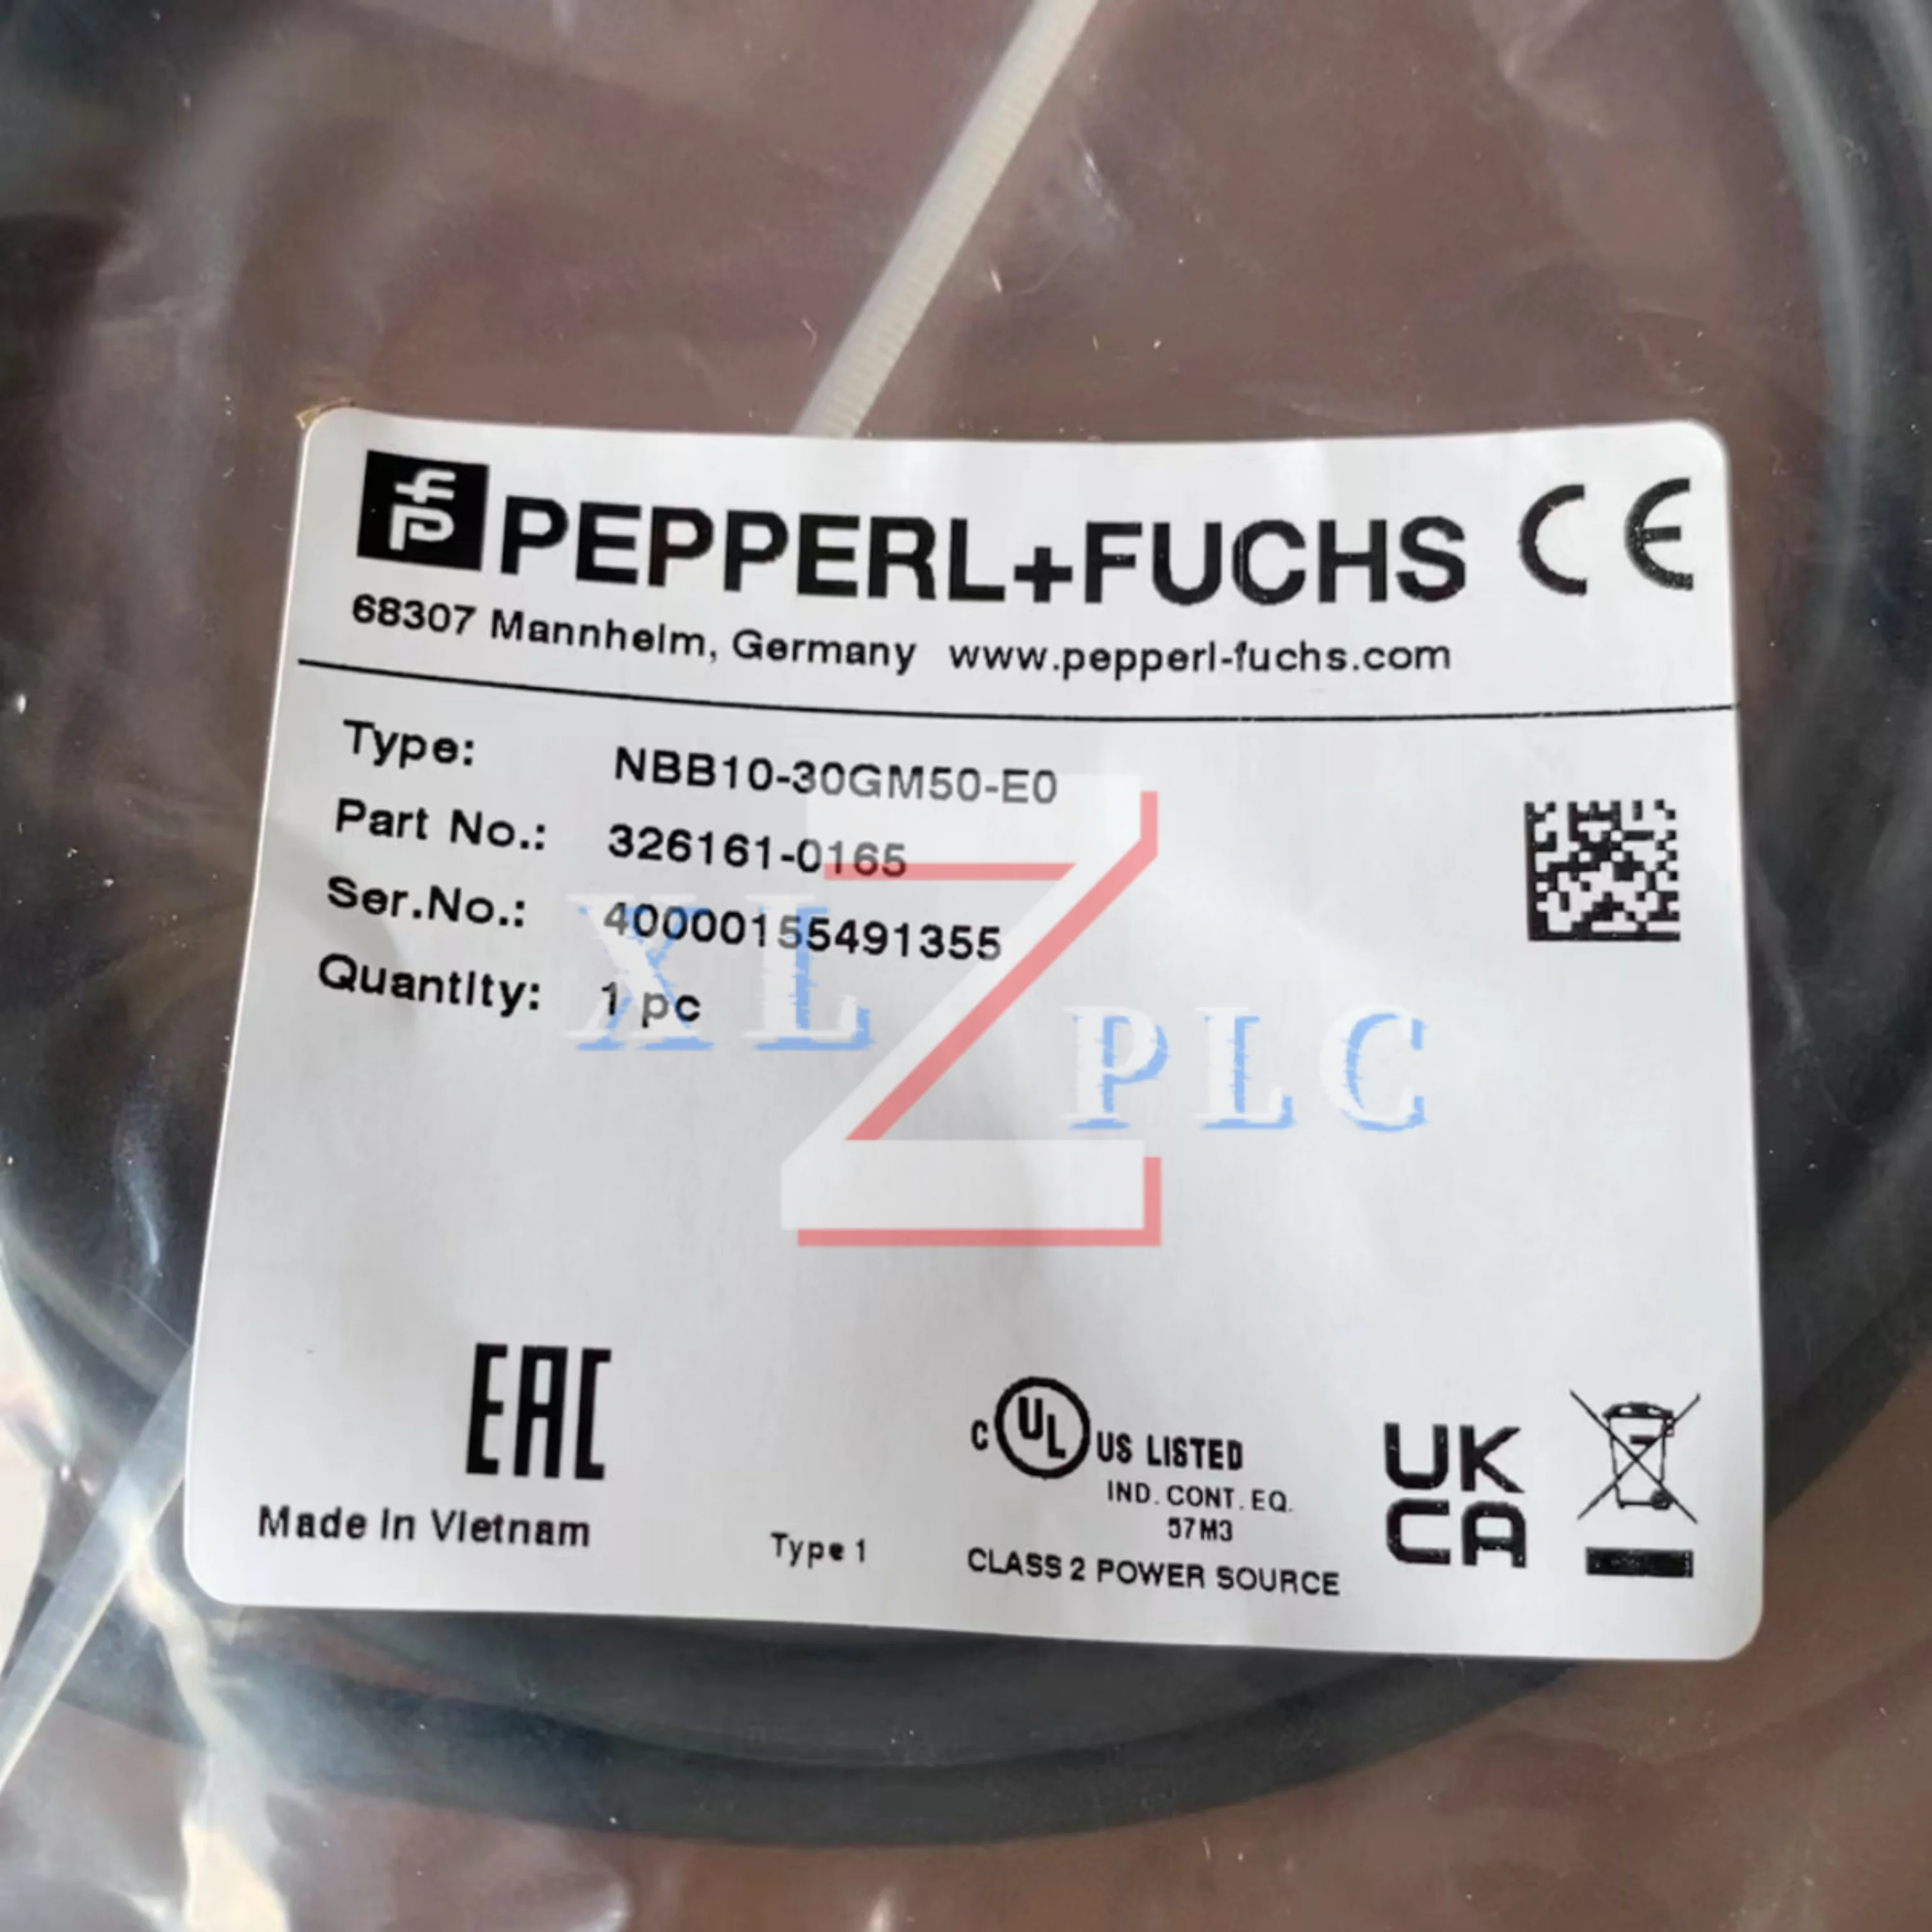 fP PEPPERL+FUCHS CE
68307 Mannheim, Germany www.pepperl-fuchs.com
Type: NBB10-30GM50-E0
Part No.: 326161-0165
Ser.No.: 40000155491355
Quantity: 1 pc
XLZPLC
EAC
C UL US LISTED
IND. CONT. EQ.
57M3
CLASS 2 POWER SOURCE
UK
CA
Made in Vietnam
Type 1